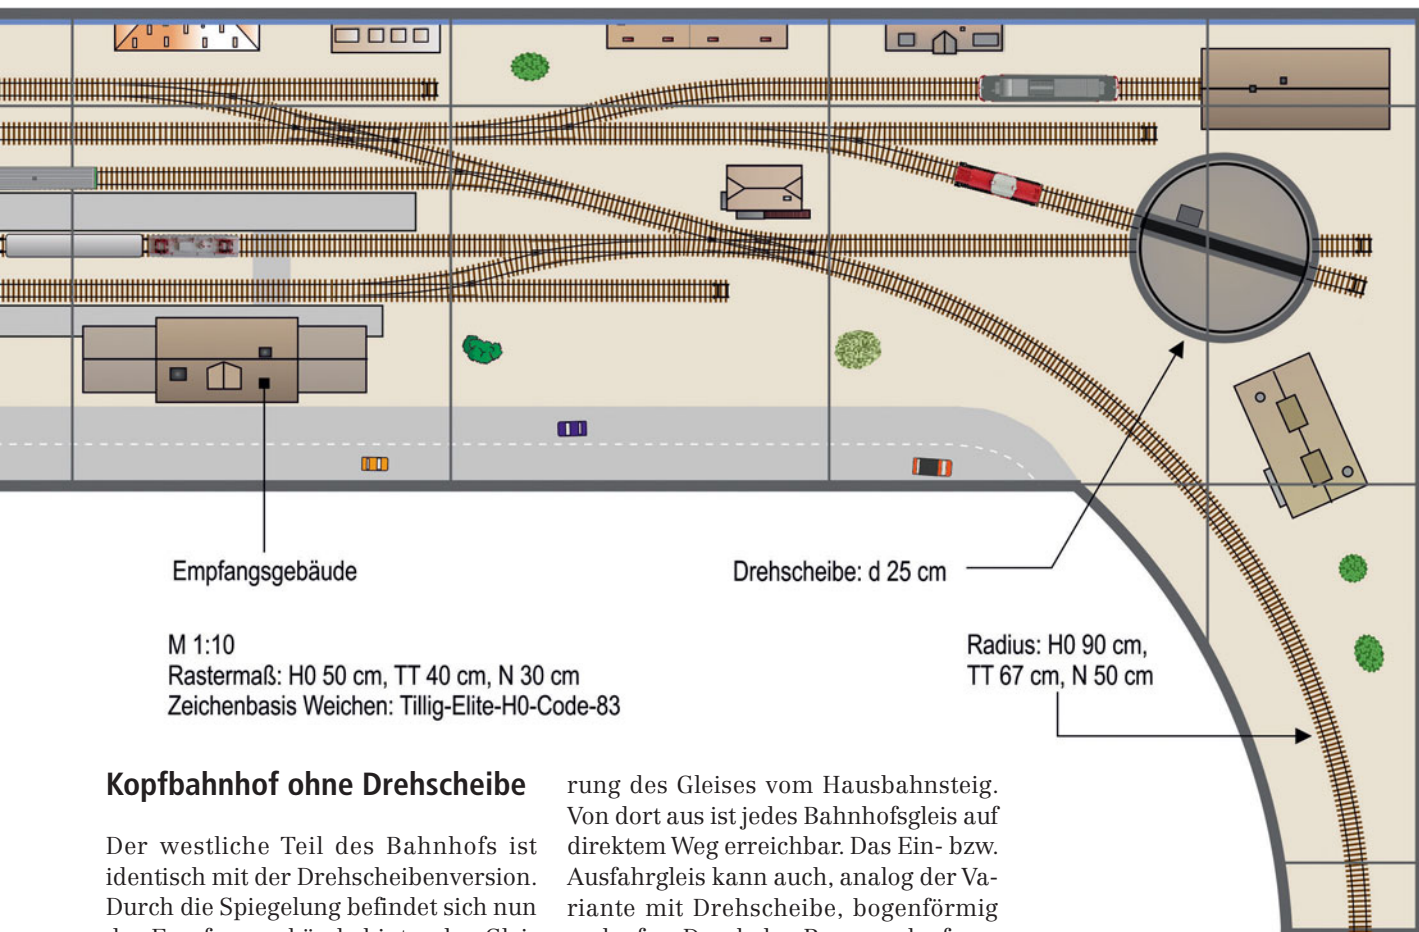 Empfangsgebäude
Drehscheibe: d 25 cm
M 1:10
Rastermaß: H0 50 cm, TT 40 cm, N 30 cm
Zeichenbasis Weichen: Tillig-Elite-H0-Code-83
Radius: H0 90 cm,
TT 67 cm, N 50 cm
Kopfbahnhof ohne Drehscheibe
Der westliche Teil des Bahnhofs ist
identisch mit der Drehscheibenversion.
Durch die Spiegelung befindet sich nun
rung des Gleises vom Hausbahnsteig.
Von dort aus ist jedes Bahnhofsgleis auf
direktem Weg erreichbar. Das Ein- bzw.
Ausfahrgleis kann auch, analog der Va-
riante mit Drehscheibe, bogenförmig